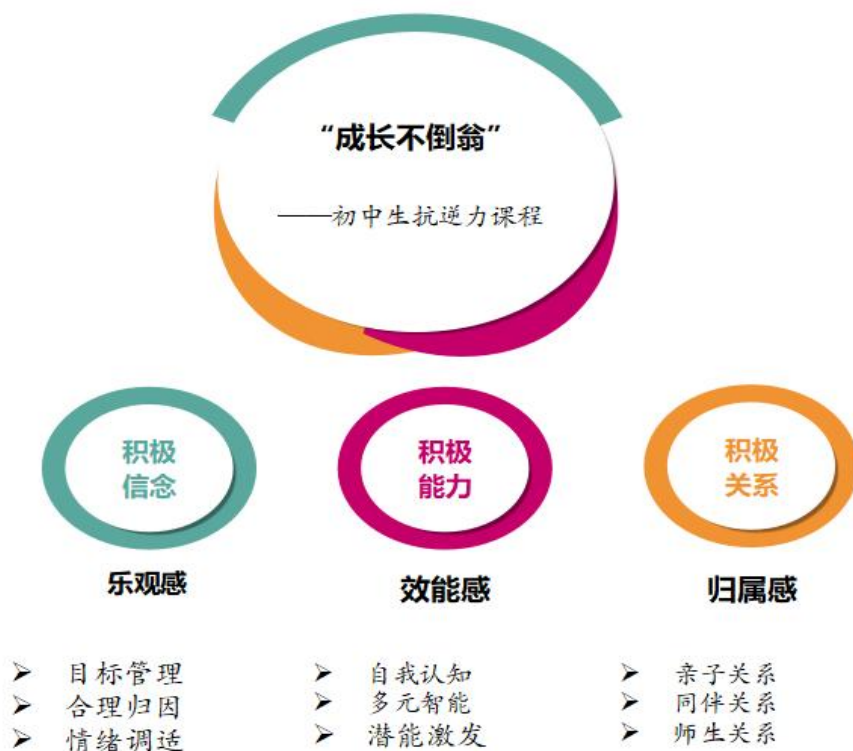 “成长不倒翁”
——初中生抗逆力课程
积极
信念
积极
能力
积极
关系
乐观感
效能感
归属感
➢ 目标管理
➢ 合理归因
➢ 情绪调适
➢ 自我认知
➢ 多元智能
➢ 潜能激发
➢ 亲子关系
➢ 同伴关系
➢ 师生关系